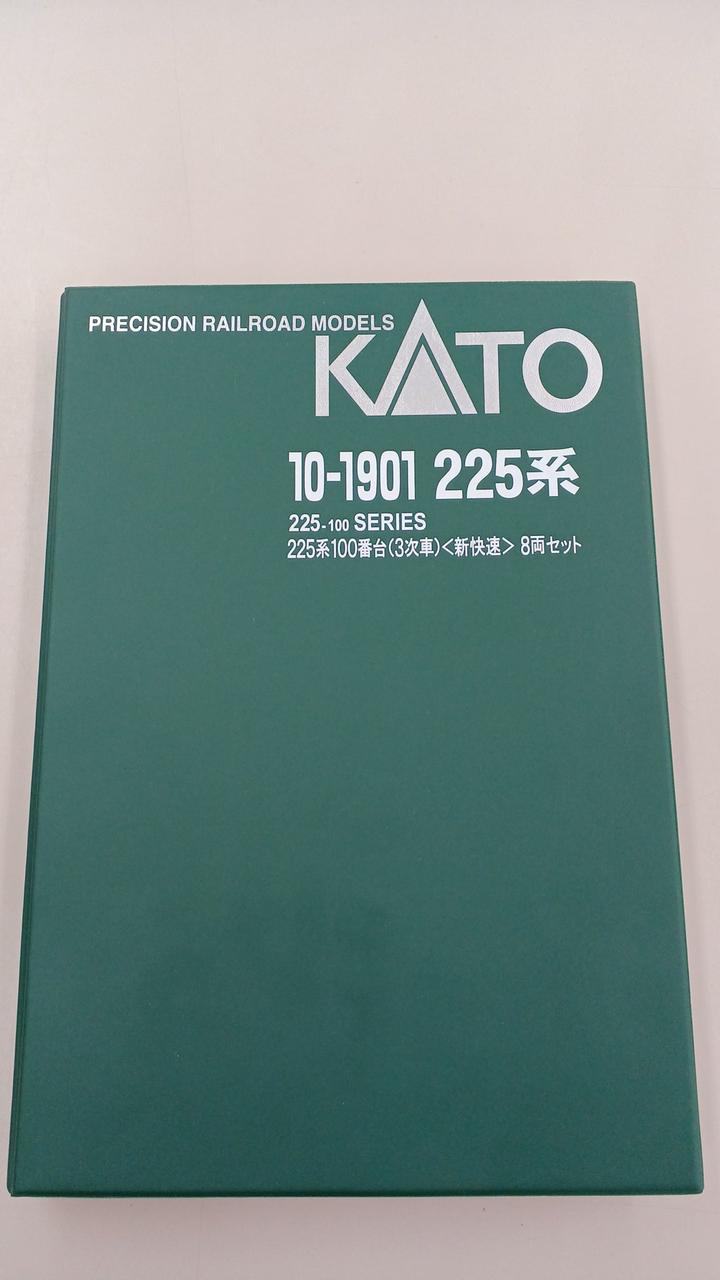 PRECISION RAILROAD MODELS
KATO
10-1901 225系
225-100 SERIES
225系100番台(3次車)<新快速> 8両セット